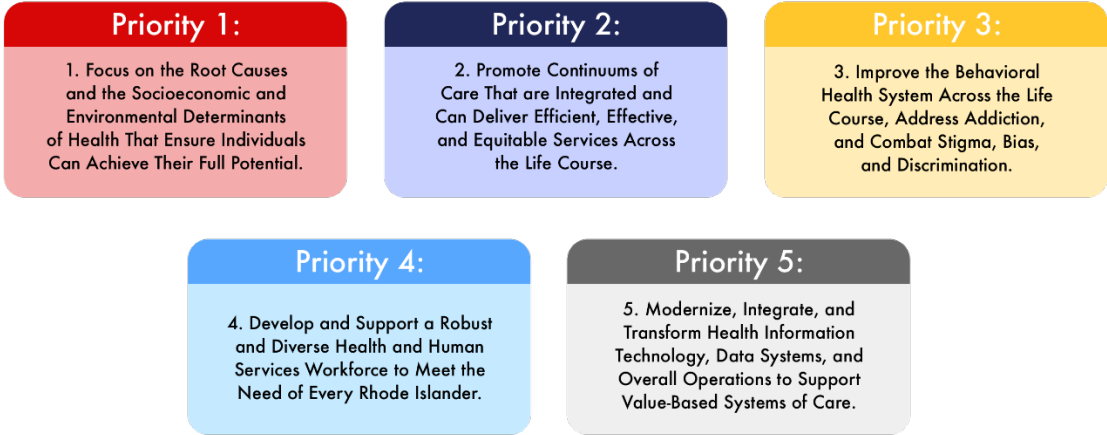 Priority 1:
1. Focus on the Root Causes
and the Socioeconomic and
Environmental Determinants
of Health That Ensure Individuals
Can Achieve Their Full Potential.
Priority 2:
2. Promote Continuums of
Care That are Integrated and
Can Deliver Efficient, Effective,
and Equitable Services Across
the Life Course.
Priority 3:
3. Improve the Behavioral
Health System Across the Life
Course, Address Addiction,
and Combat Stigma, Bias,
and Discrimination.
Priority 4:
4. Develop and Support a Robust
and Diverse Health and Human
Services Workforce to Meet the
Need of Every Rhode Islander.
Priority 5:
5. Modernize, Integrate, and
Transform Health Information
Technology, Data Systems, and
Overall Operations to Support
Value-Based Systems of Care.